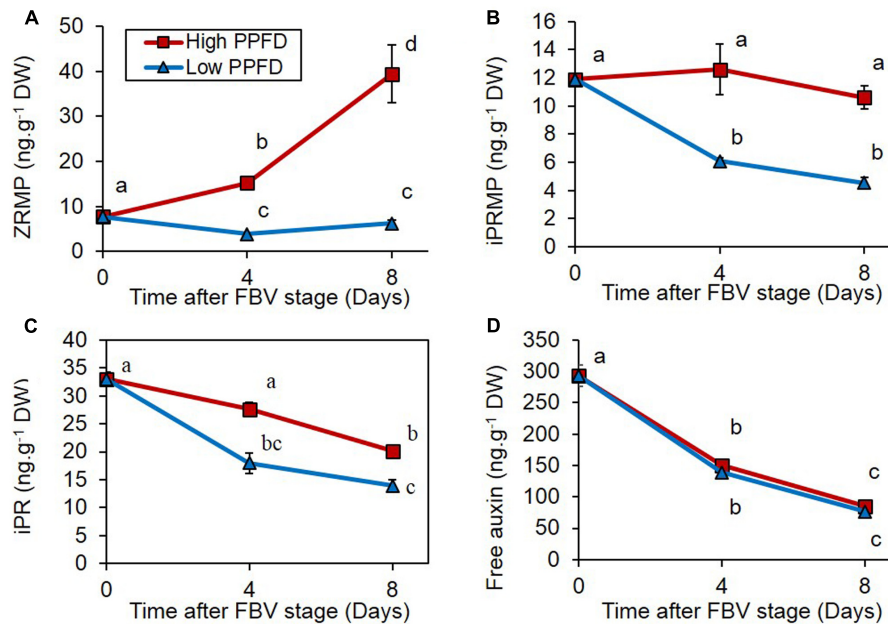 A
50
40
30
20
10
0
ZRMP (ng.g⁻¹ DW)
High PPFD
Low PPFD
a
b
c
d
c
0
4
8
Time after FBV stage (Days)
B
16
14
12
10
8
6
4
2
0
iPRMP (ng.g⁻¹ DW)
a
a
a
b
b
0
4
8
Time after FBV stage (Days)
C
40
35
30
25
20
15
10
5
0
iPR (ng.g⁻¹ DW)
a
a
bc
b
c
0
4
8
Time after FBV stage (Days)
D
350
300
250
200
150
100
50
0
Free auxin (ng.g⁻¹ DW)
a
b
b
c
c
0
4
8
Time after FBV stage (Days)